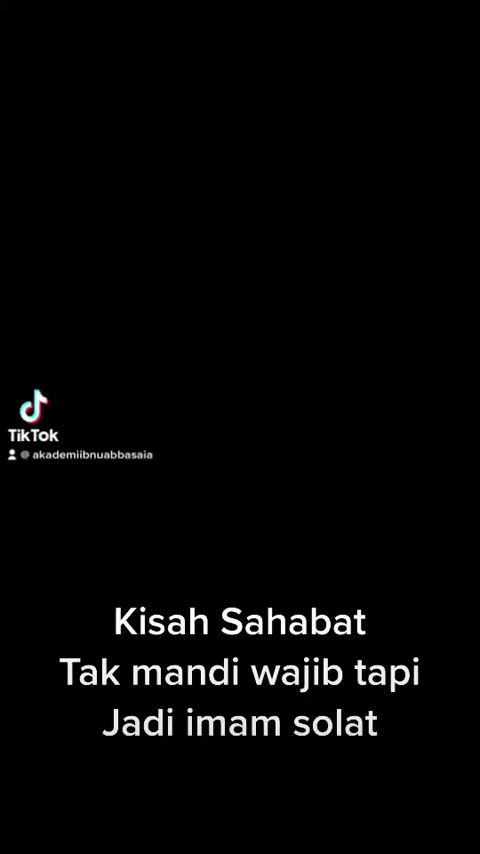 TikTok
@ akademiibnuabbasaia
Kisah Sahabat
Tak mandi wajib tapi
Jadi imam solat